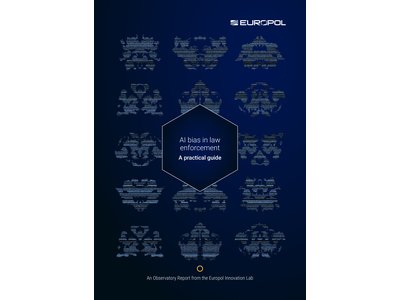 EUROPOL
AI bias in law
enforcement
A practical guide
An Observatory Report from the Europol Innovation Lab